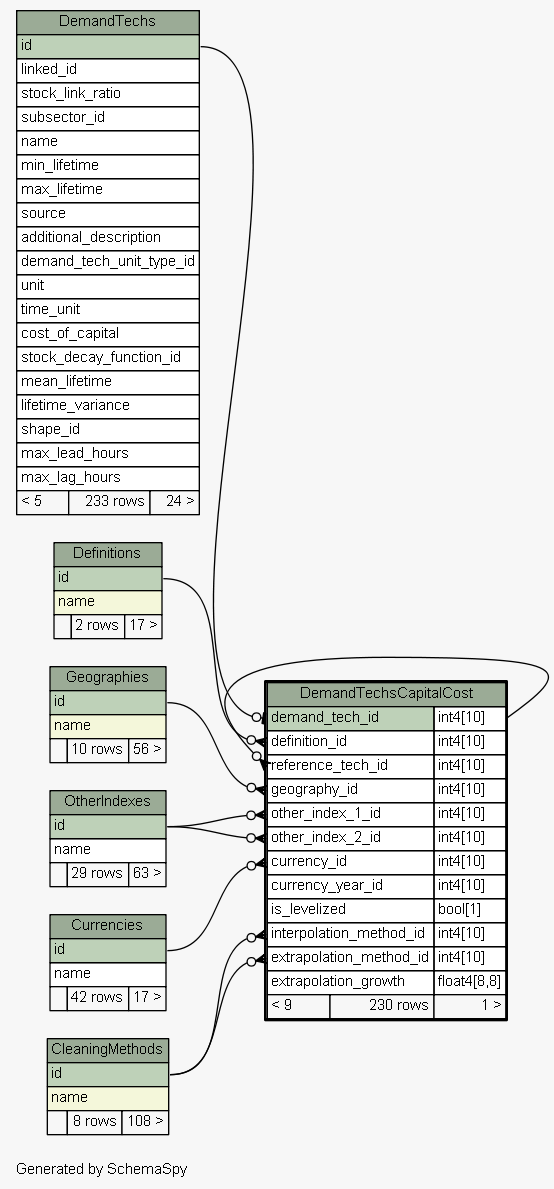 DemandTechs
id
linked_id
stock_link_ratio
subsector_id
name
min_lifetime
max_lifetime
source
additional_description
demand_tech_unit_type_id
unit
time_unit
cost_of_capital
stock_decay_function_id
mean_lifetime
lifetime_variance
shape_id
max_lead_hours
max_lag_hours
< 5 233 rows 24 >
Definitions
id
name
2 rows 17 >
Geographies
id
name
10 rows 56 >
OtherIndexes
id
name
29 rows 63 >
Currencies
id
name
42 rows 17 >
CleaningMethods
id
name
8 rows 108 >
DemandTechsCapitalCost
demand_tech_id int4[10]
definition_id int4[10]
reference_tech_id int4[10]
geography_id int4[10]
other_index_1_id int4[10]
other_index_2_id int4[10]
currency_id int4[10]
currency_year_id int4[10]
is_levelized bool[1]
interpolation_method_id int4[10]
extrapolation_method_id int4[10]
extrapolation_growth float4[8,8]
< 9 230 rows 1 >
Generated by SchemaSpy